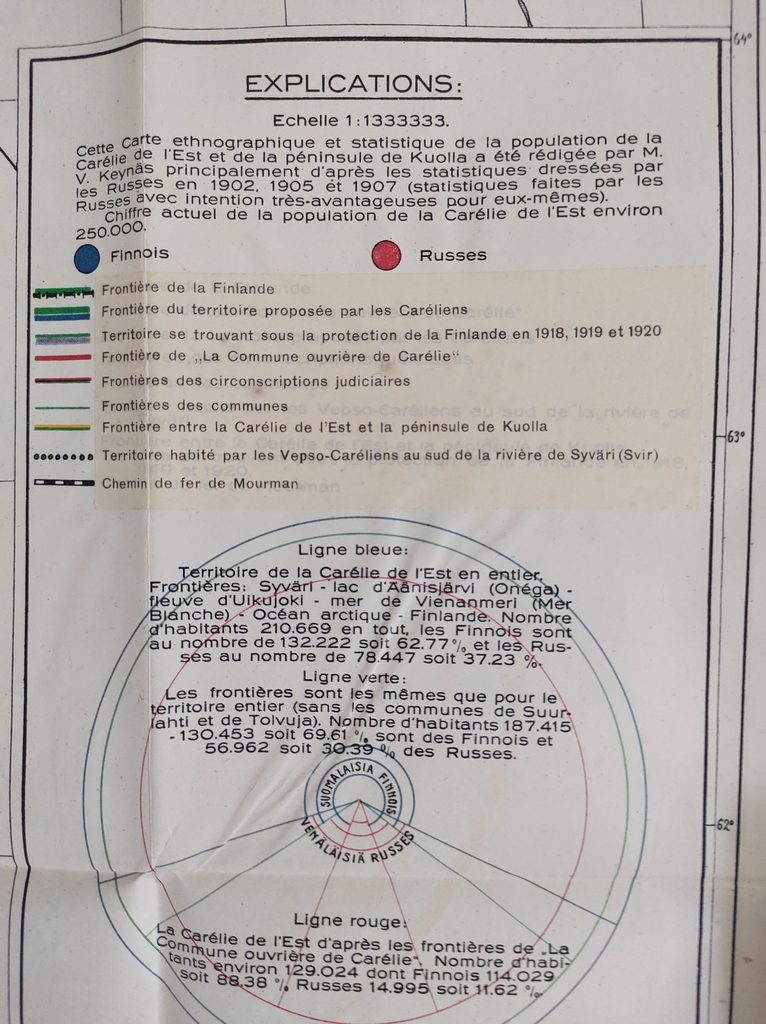 EXPLICATIONS:
Echelle 1:1333333.
Cette Carte ethnographique et statistique de la population de la
Carélie de l'Est et de la péninsule de Kuolla a été rédigée par M.
V. Keynäs principalement d'après les statistiques dressées par
les Russes en 1902, 1905 et 1907 (statistiques faites par les
Russes avec intention très-avantageuses pour eux-mêmes).
Chiffre actuel de la population de la Carélie de l'Est environ
250.000.
Finnois Russes
Frontière de la Finlande
Frontière du territoire proposée par les Caréliens
Territoire se trouvant sous la protection de la Finlande en 1918, 1919 et 1920
Frontière de „La Commune ouvrière de Carélie“
Frontières des circonscriptions judiciaires
Frontières des communes
Frontière entre la Carélie de l'Est et la péninsule de Kuolla
Territoire habité par les Vepso-Caréliens au sud de la rivière de Syväri (Svir)
Chemin de fer de Mourman
Ligne bleue:
Territoire de la Carélie de l'Est en entier.
Frontières: Syväri - lac d'Äänisjärvi (Onéga) -
fleuve d'Uikujoki - mer de Vienanmeri (Mer
Blanche) - Océan arctique - Finlande. Nombre
d'habitants 210.669 en tout, les Finnois sont
au nombre de 132.222 soit 62.77 % et les Rus-
ses au nombre de 78.447 soit 37.23 %.
Ligne verte:
Les frontières sont les mêmes que pour le
territoire entier (sans les communes de Suur-
lahti et de Tolvuja). Nombre d'habitants 187.415
- 130.453 soit 69.61 % sont des Finnois et
56.962 soit 30.39 % des Russes.
SUOMALAISIA FINNOIS
VENÄLÄISIÄ RUSSES
Ligne rouge:
La Carélie de l'Est d'après les frontières de „La
Commune ouvrière de Carélie“. Nombre d'habi-
tants environ 129.024 dont Finnois 114.029
soit 88.38 % Russes 14.995 soit 11.62 %.
64°
63°
62°